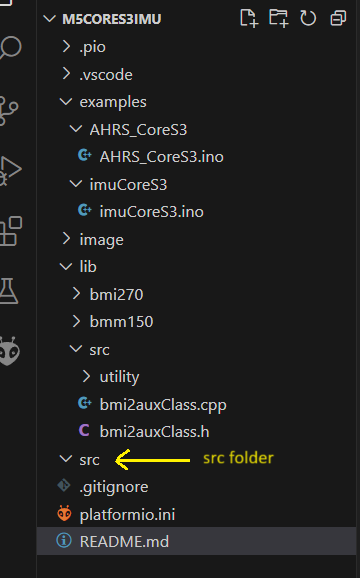 M5CORES3IMU
.pio
.vscode
examples
AHRS_CoreS3
AHRS_CoreS3.ino
imuCoreS3
imuCoreS3.ino
image
lib
bmi270
bmm150
src
utility
bmi2auxClass.cpp
C bmi2auxClass.h
src src folder
.gitignore
platformio.ini
README.md